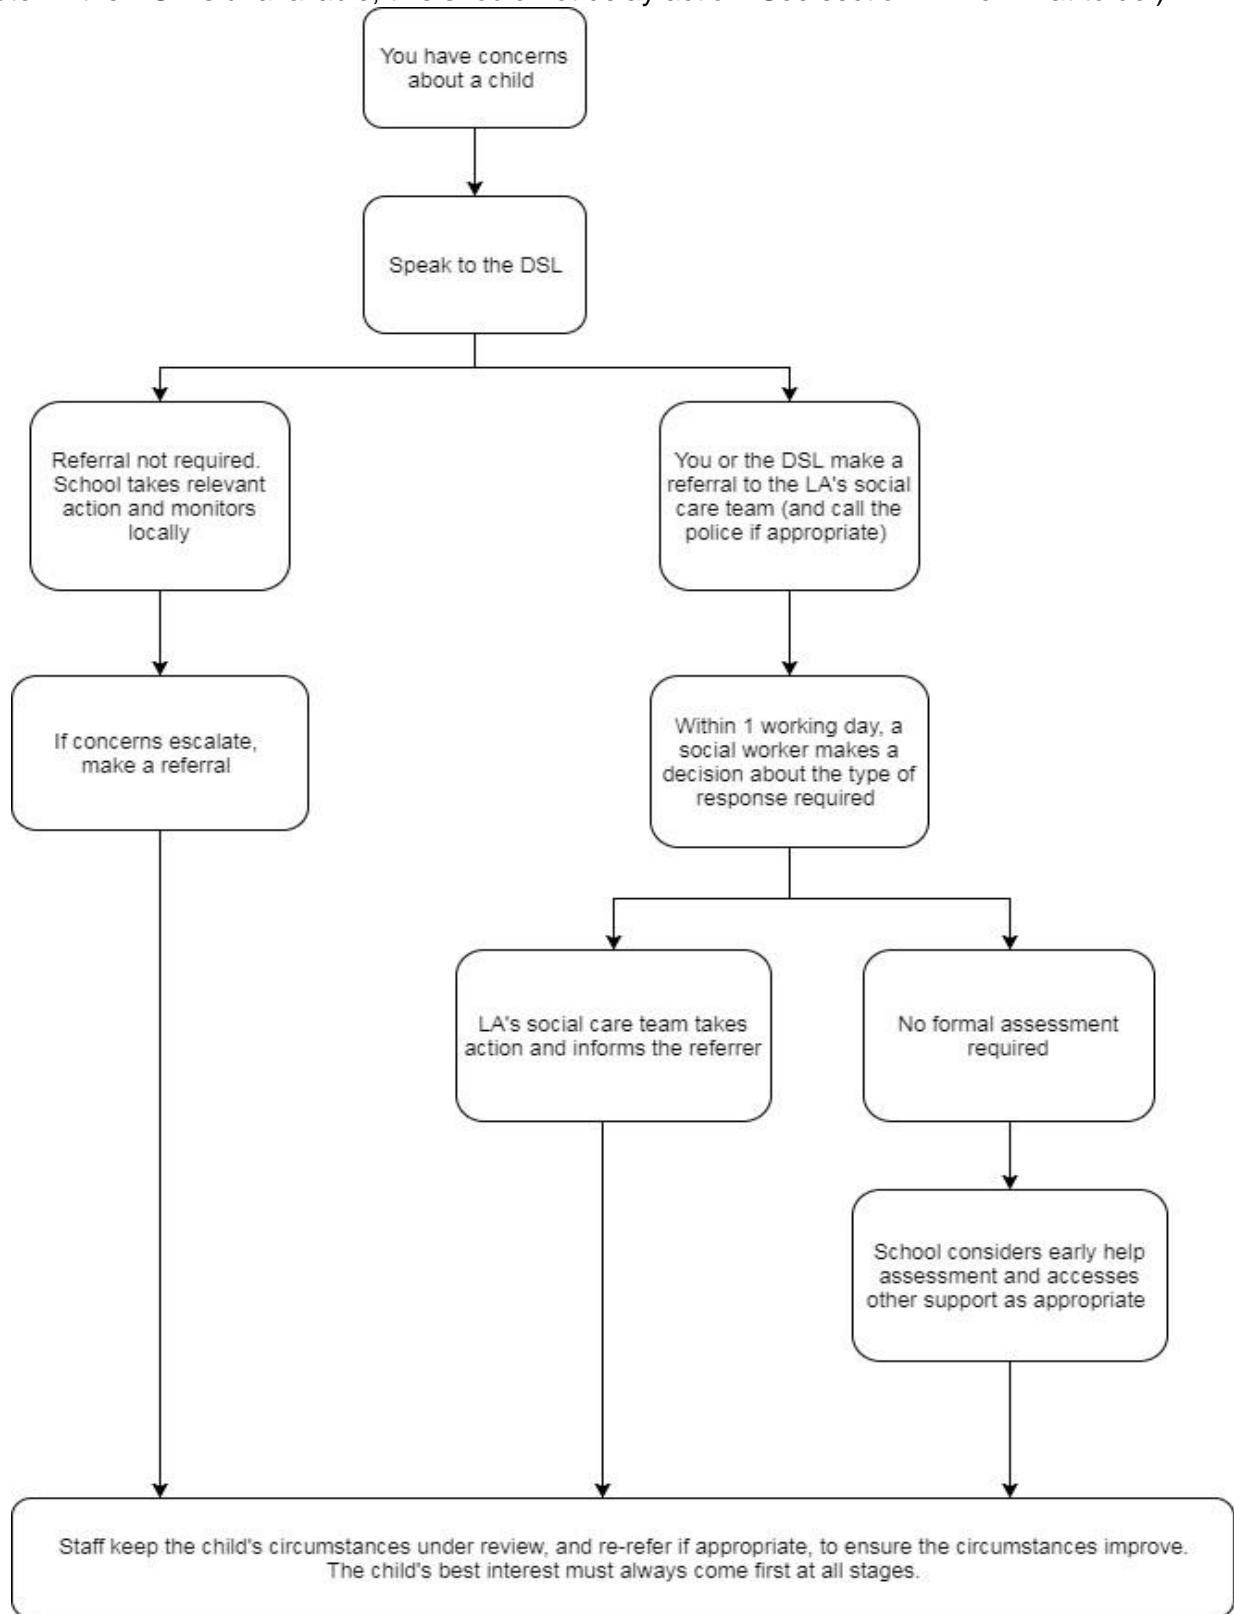 You have concerns
about a child
Speak to the DSL
Referral not required.
School takes relevant
action and monitors
locally
You or the DSL make a
referral to the LA's social
care team (and call the
police if appropriate)
If concerns escalate,
make a referral
Within 1 working day, a
social worker makes a
decision about the type of
response required
LA's social care team takes
action and informs the referrer
No formal assessment
required
School considers early help
assessment and accesses
other support as appropriate
Staff keep the child's circumstances under review, and re-refer if appropriate, to ensure the circumstances improve.
The child's best interest must always come first at all stages.